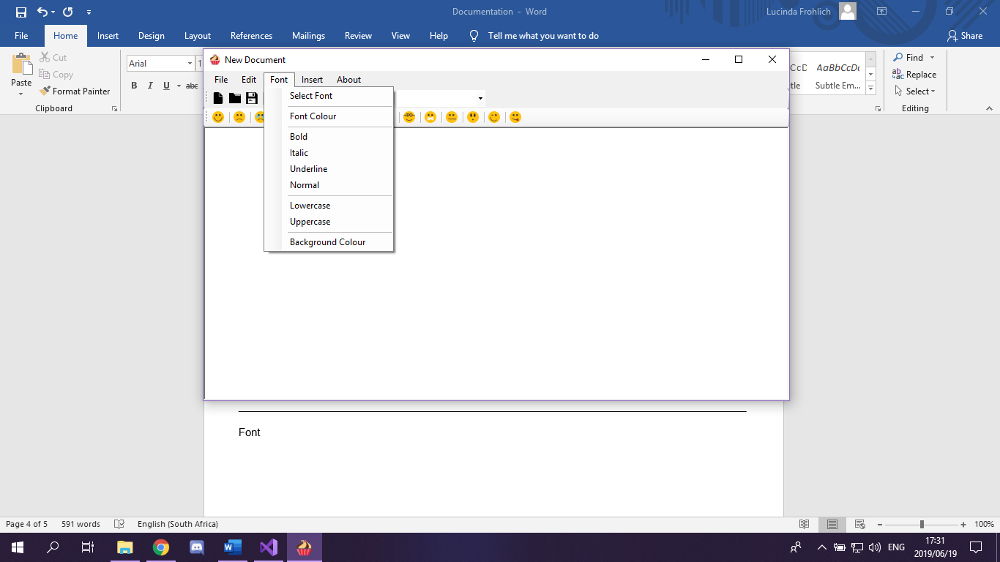 Documentation - Word
Lucinda Frohlich
File Home Insert Design Layout References Mailings Review View Help Tell me what you want to do Share
Paste
Cut
Copy
Format Painter
Clipboard
Arial
1
B I U abc
AaBbCcDc
Subtle Em...
Find
Replace
Select
Editing
New Document
File Edit Font Insert About
Select Font
Font Colour
Bold
Italic
Underline
Normal
Lowercase
Uppercase
Background Colour
Font
Page 4 of 5 591 words English (South Africa) 100%
ENG
17:31
2019/06/19